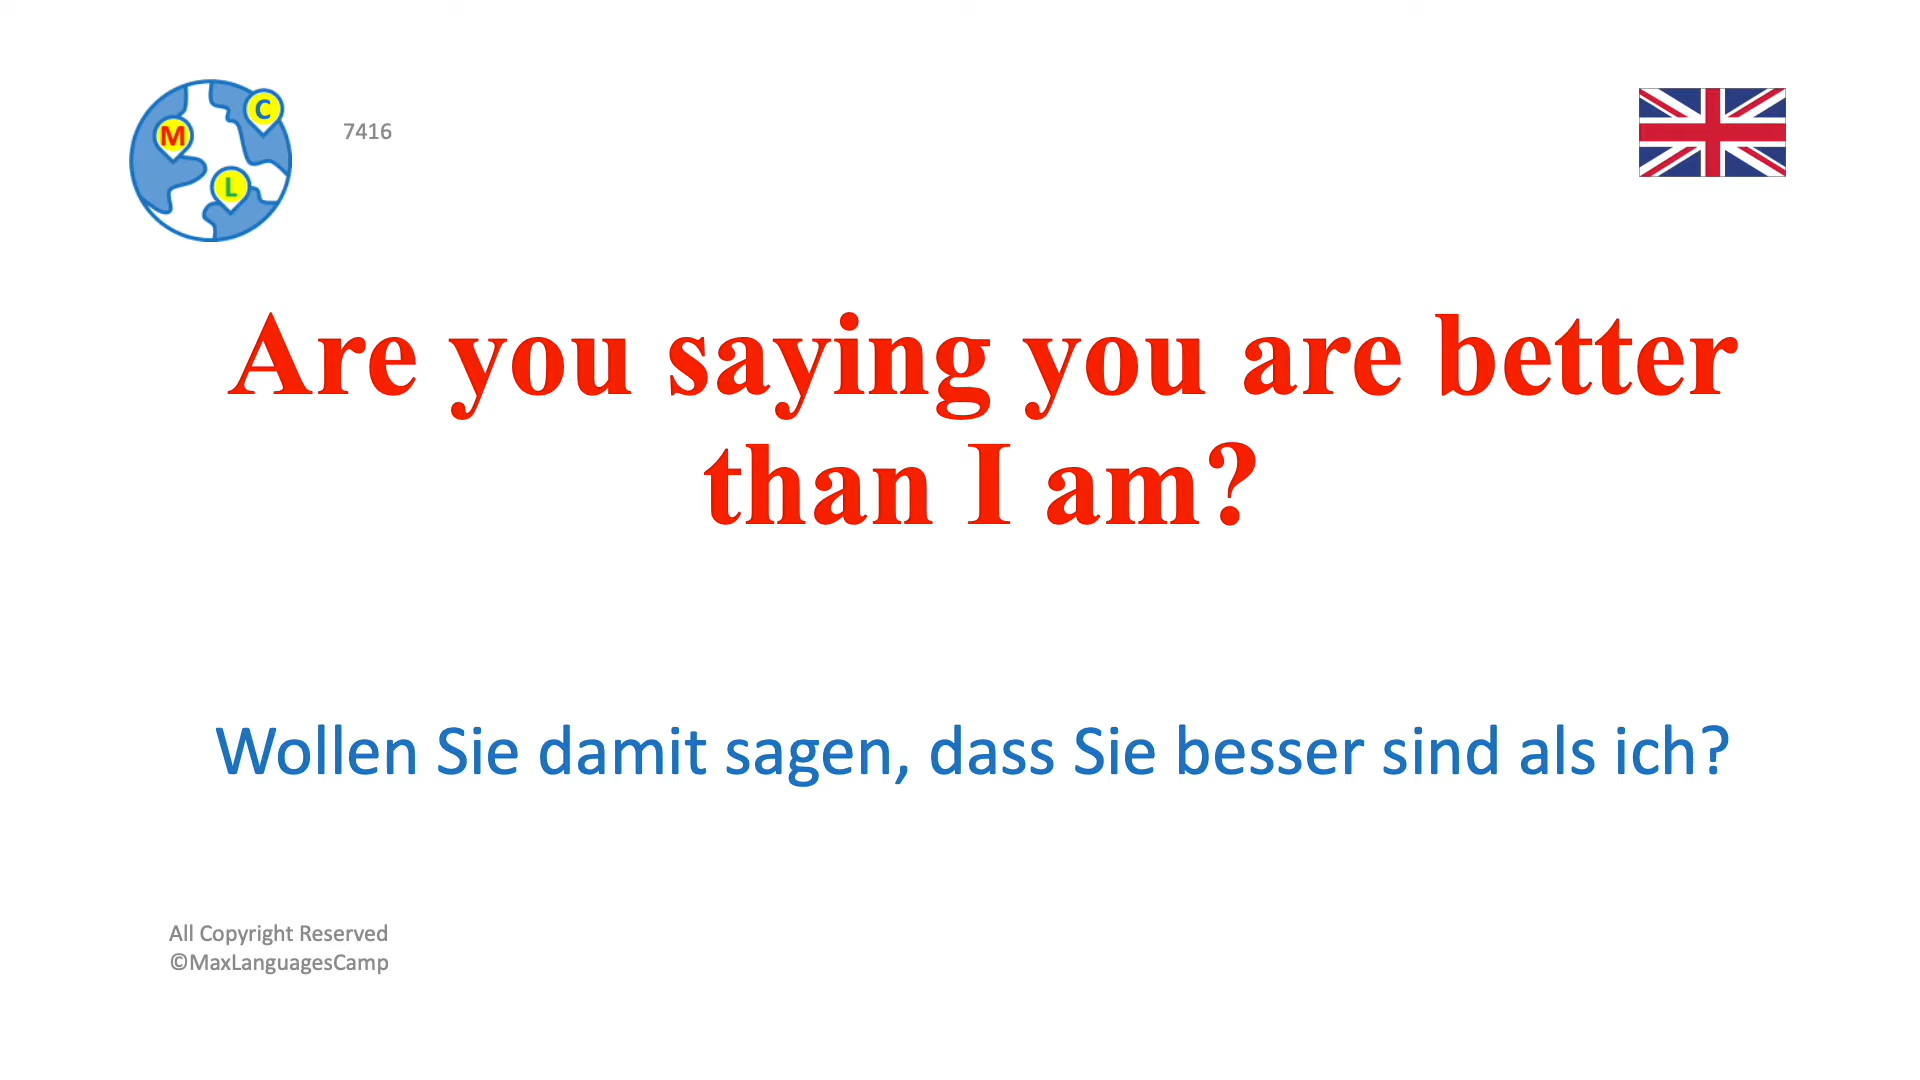 C
M
L
7416
Are you saying you are better
than I am?
Wollen Sie damit sagen, dass Sie besser sind als ich?
All Copyright Reserved
©MaxLanguagesCamp